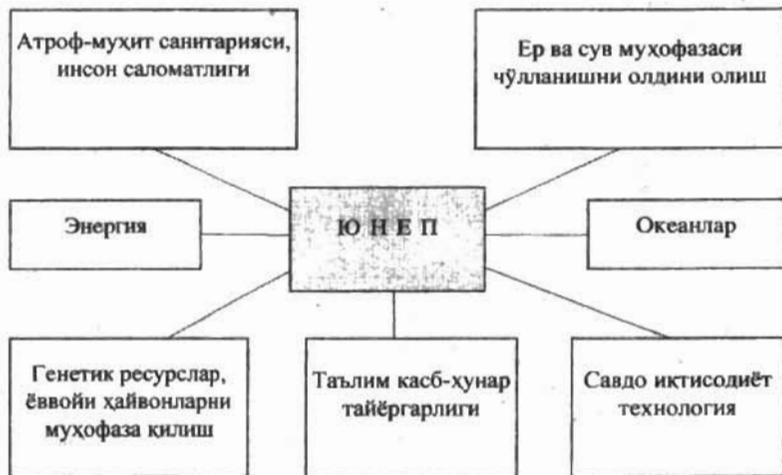 Атроф-муҳит санитарияси,
инсон саломатлиги
Ер ва сув муҳофазаси
чўлланишни олдини олиш
Энергия
Ю Н Е П
Океанлар
Генетик ресурслар,
ёввойи ҳайвонларни
муҳофаза қилиш
Таълим касб-ҳунар
тайёргарлиги
Савдо иқтисодиёт
технология